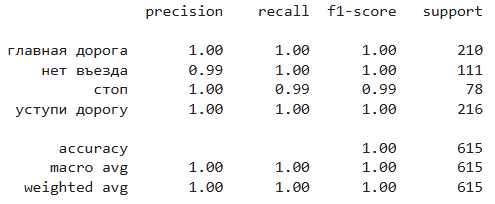 precision recall f1-score support
главная дорога 1.00 1.00 1.00 210
нет въезда 0.99 1.00 1.00 111
стоп 1.00 0.99 0.99 78
уступи дорогу 1.00 1.00 1.00 216
accuracy 1.00 615
macro avg 1.00 1.00 1.00 615
weighted avg 1.00 1.00 1.00 615